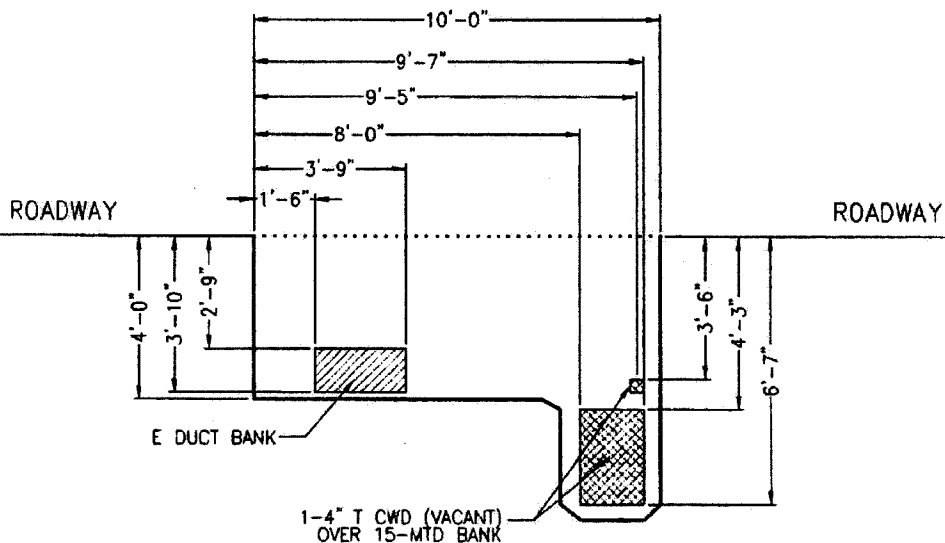 10'-0"
9'-7"
9'-5"
8'-0"
3'-9"
1'-6"
ROADWAY
ROADWAY
4'-0"
3'-10"
2'-9"
3'-6"
4'-3"
6'-7"
E DUCT BANK
1-4" T CWD (VACANT)
OVER 15-MTD BANK